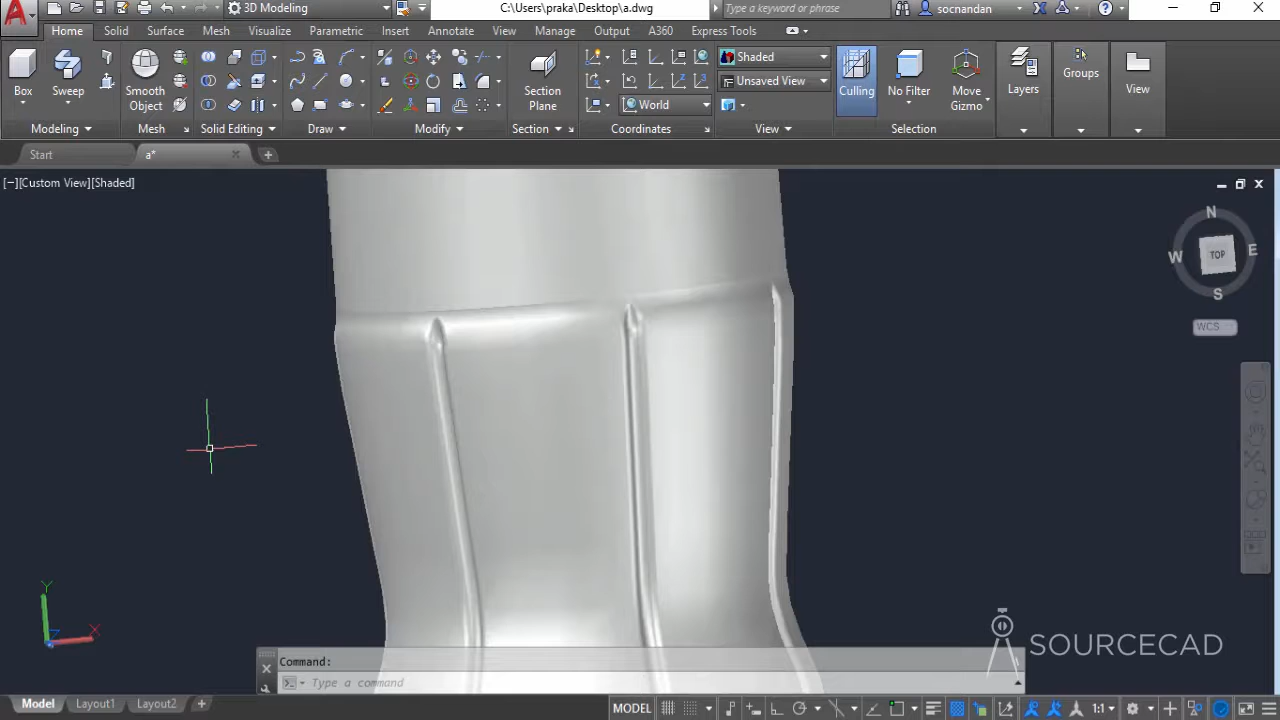 3D Modeling
C:\Users\praka\Desktop\a.dwg
Type a keyword or phrase
socnandan
Home Solid Surface Mesh Visualize Parametric Insert Annotate View Manage Output A360 Express Tools
Shaded
Unsaved View
World
Box
Sweep
Smooth
Object
Section
Plane
Culling
No Filter
Move
Gizmo
Layers
Groups
View
Modeling
Mesh
Solid Editing
Draw
Modify
Section
Coordinates
View
Selection
Start
a*
[−][Custom View][Shaded]
N
W
TOP
E
S
WCS
Y
Z
X
SOURCECAD
Command:
Type a command
Model Layout1 Layout2
MODEL
1:1